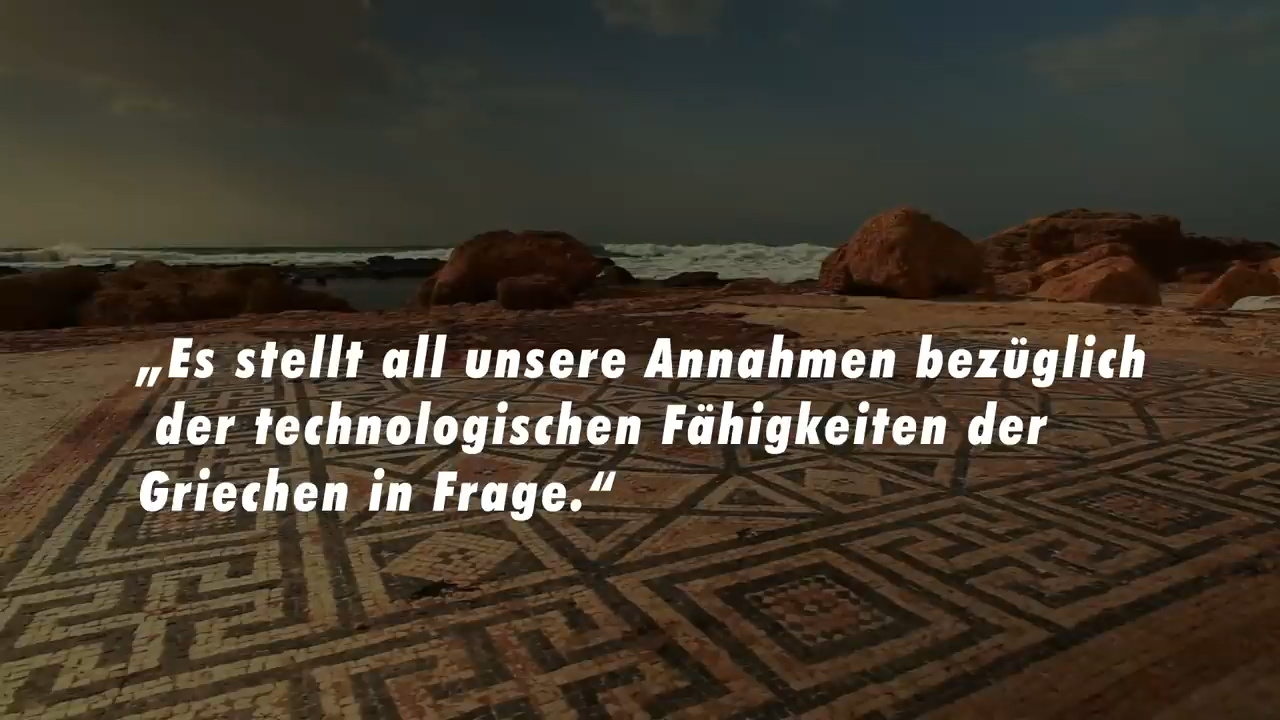 „Es stellt all unsere Annahmen bezüglich
der technologischen Fähigkeiten der
Griechen in Frage.“